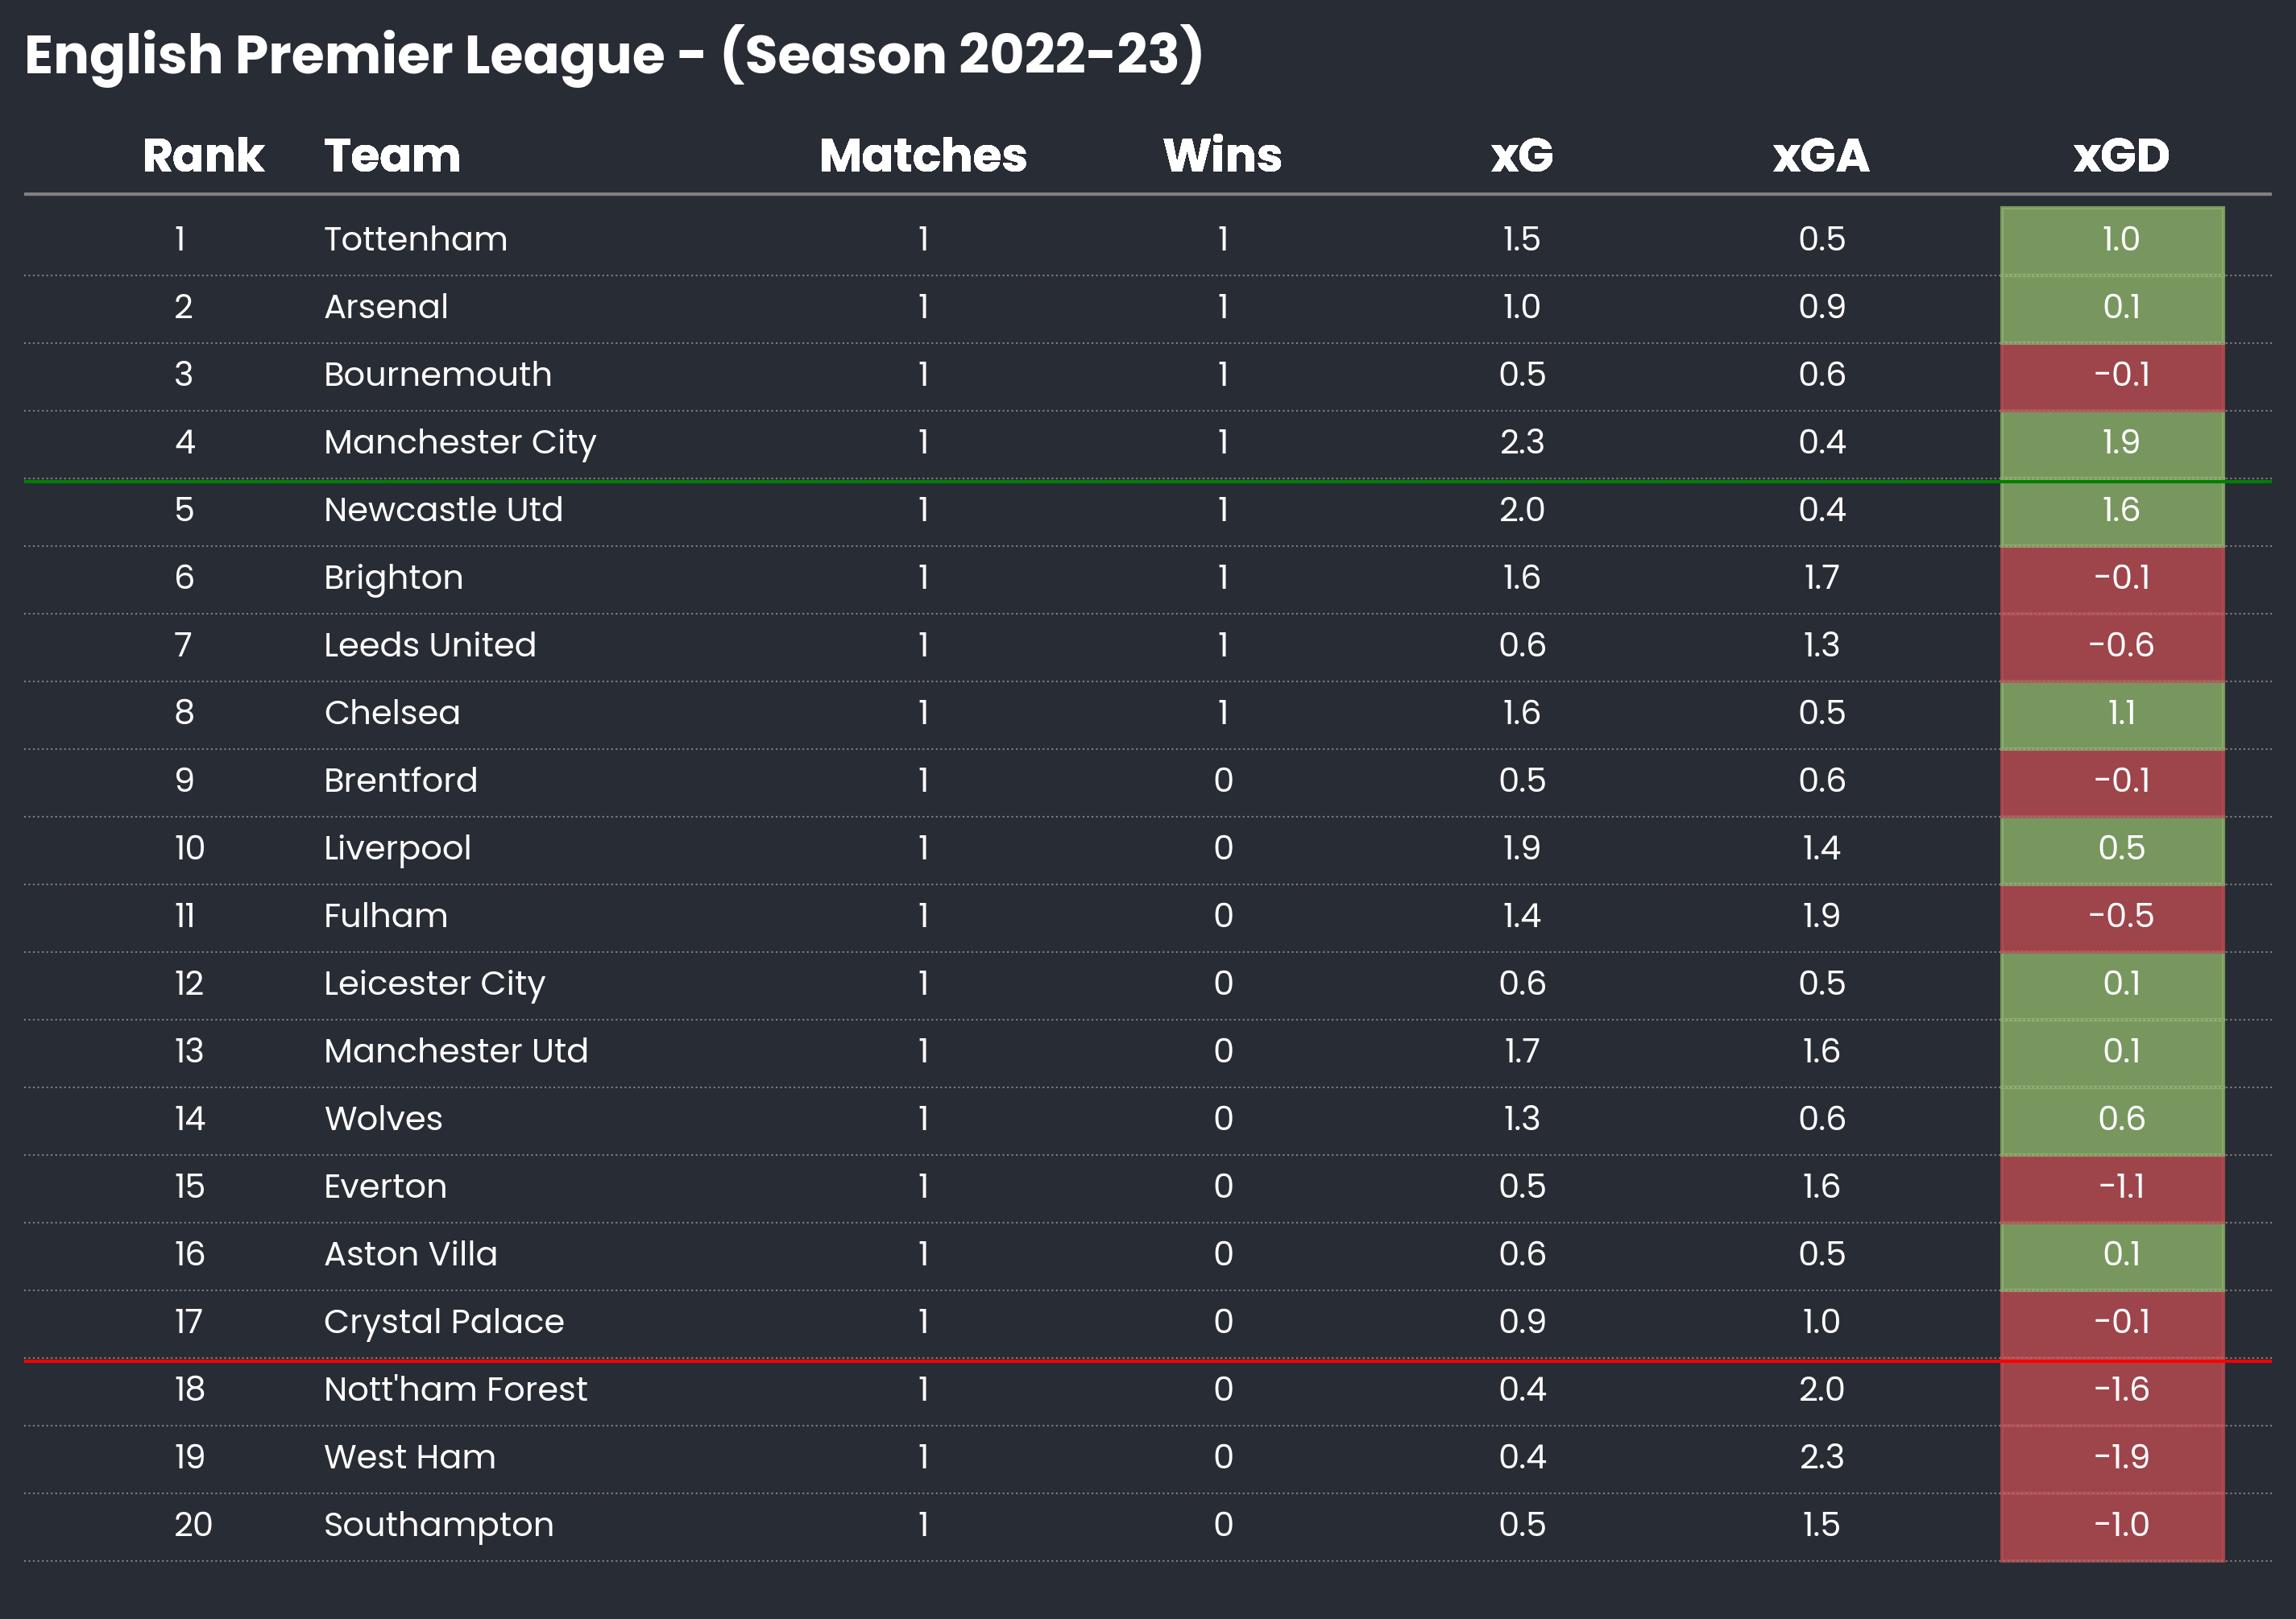 English Premier League - (Season 2022-23)
Rank Team Matches Wins xG xGA xGD
1 Tottenham 1 1 1.5 0.5 1.0
2 Arsenal 1 1 1.0 0.9 0.1
3 Bournemouth 1 1 0.5 0.6 -0.1
4 Manchester City 1 1 2.3 0.4 1.9
5 Newcastle Utd 1 1 2.0 0.4 1.6
6 Brighton 1 1 1.6 1.7 -0.1
7 Leeds United 1 1 0.6 1.3 -0.6
8 Chelsea 1 1 1.6 0.5 1.1
9 Brentford 1 0 0.5 0.6 -0.1
10 Liverpool 1 0 1.9 1.4 0.5
11 Fulham 1 0 1.4 1.9 -0.5
12 Leicester City 1 0 0.6 0.5 0.1
13 Manchester Utd 1 0 1.7 1.6 0.1
14 Wolves 1 0 1.3 0.6 0.6
15 Everton 1 0 0.5 1.6 -1.1
16 Aston Villa 1 0 0.6 0.5 0.1
17 Crystal Palace 1 0 0.9 1.0 -0.1
18 Nott'ham Forest 1 0 0.4 2.0 -1.6
19 West Ham 1 0 0.4 2.3 -1.9
20 Southampton 1 0 0.5 1.5 -1.0